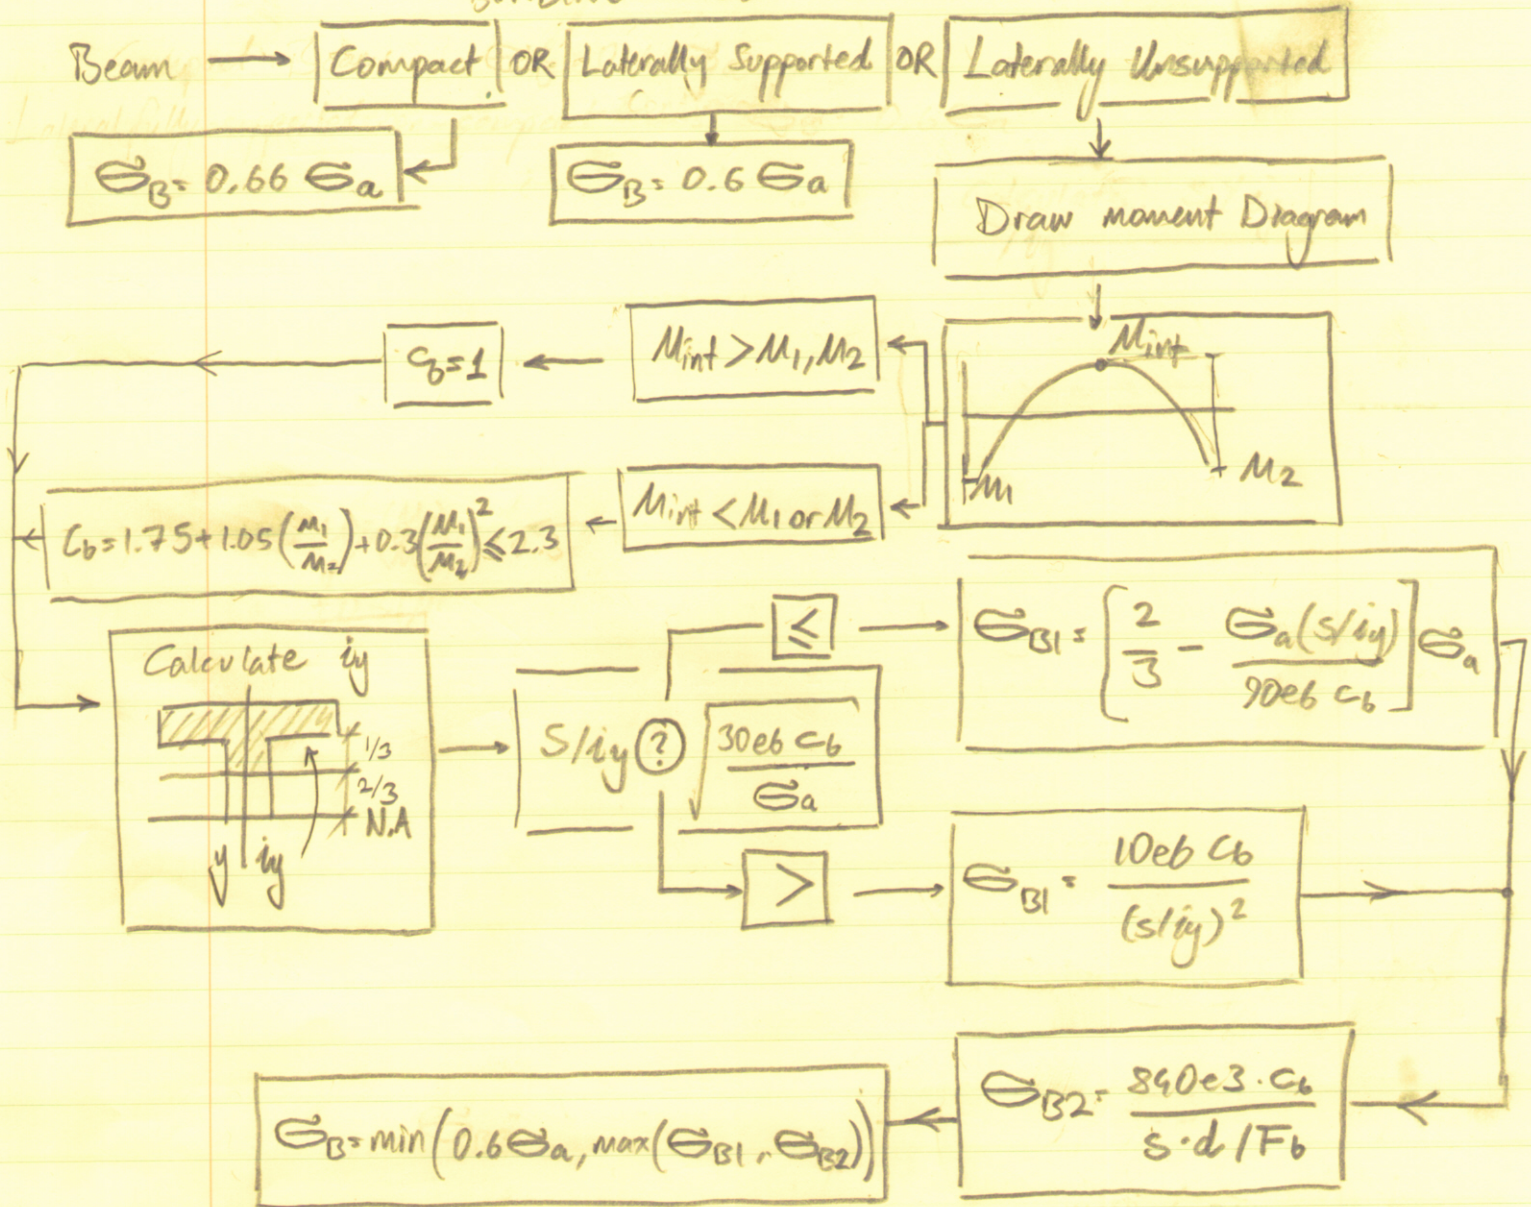 Beam → Compact OR Laterally Supported OR Laterally Unsupported
σB = 0.66 σa
σB = 0.6 σa
Draw moment Diagram
Mint
M1
M2
Mint > M1, M2
Cb = 1
Mint < M1 or M2
Cb = 1.75 + 1.05 (M1/M2) + 0.3 (M1/M2)² ≤ 2.3
Calculate iy
1/3
2/3
N.A
y iy
S/iy ? √(30e6 Cb / σa)
≤
σB1 = [2/3 - σa(s/iy) / 90e6 Cb] σa
>
σB1 = 10e6 Cb / (s/iy)²
σB2 = 840e3 · Cb / s·d/Fb
σB = min(0.6σa, max(σB1, σB2))